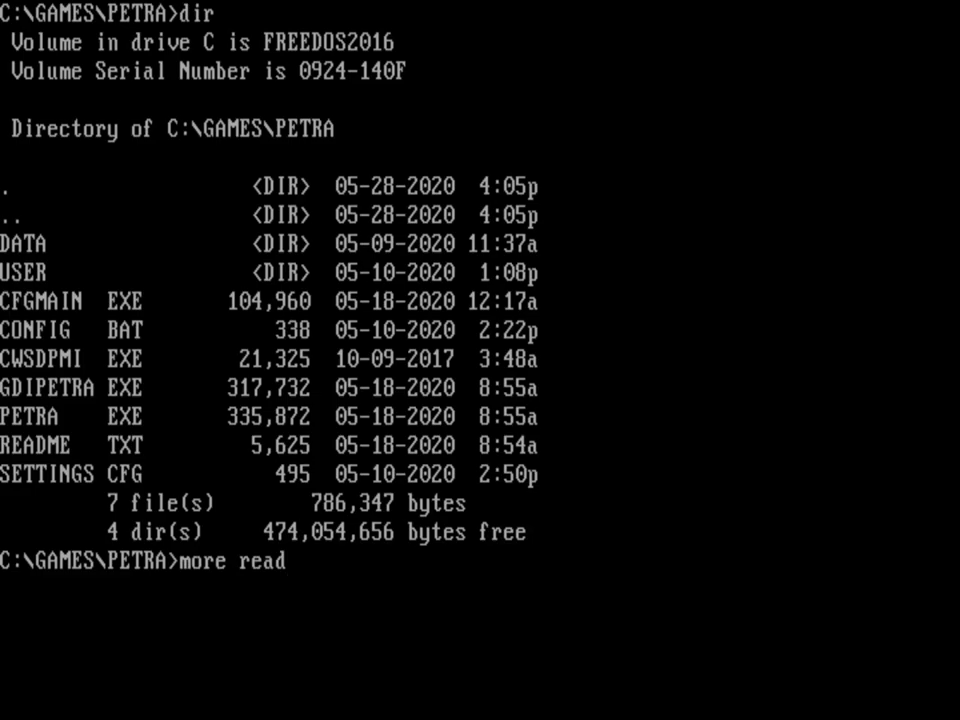 C:\GAMES\PETRA>dir
Volume in drive C is FREEDOS2016
Volume Serial Number is 0924-140F
Directory of C:\GAMES\PETRA
. <DIR> 05-28-2020 4:05p
.. <DIR> 05-28-2020 4:05p
DATA <DIR> 05-09-2020 11:37a
USER <DIR> 05-10-2020 1:08p
CFGMAIN EXE 104,960 05-18-2020 12:17a
CONFIG BAT 338 05-10-2020 2:22p
CWSDPMI EXE 21,325 10-09-2017 3:48a
GDIPETRA EXE 317,732 05-18-2020 8:55a
PETRA EXE 335,872 05-18-2020 8:55a
README TXT 5,625 05-18-2020 8:54a
SETTINGS CFG 495 05-10-2020 2:50p
7 file(s) 786,347 bytes
4 dir(s) 474,054,656 bytes free
C:\GAMES\PETRA>more read